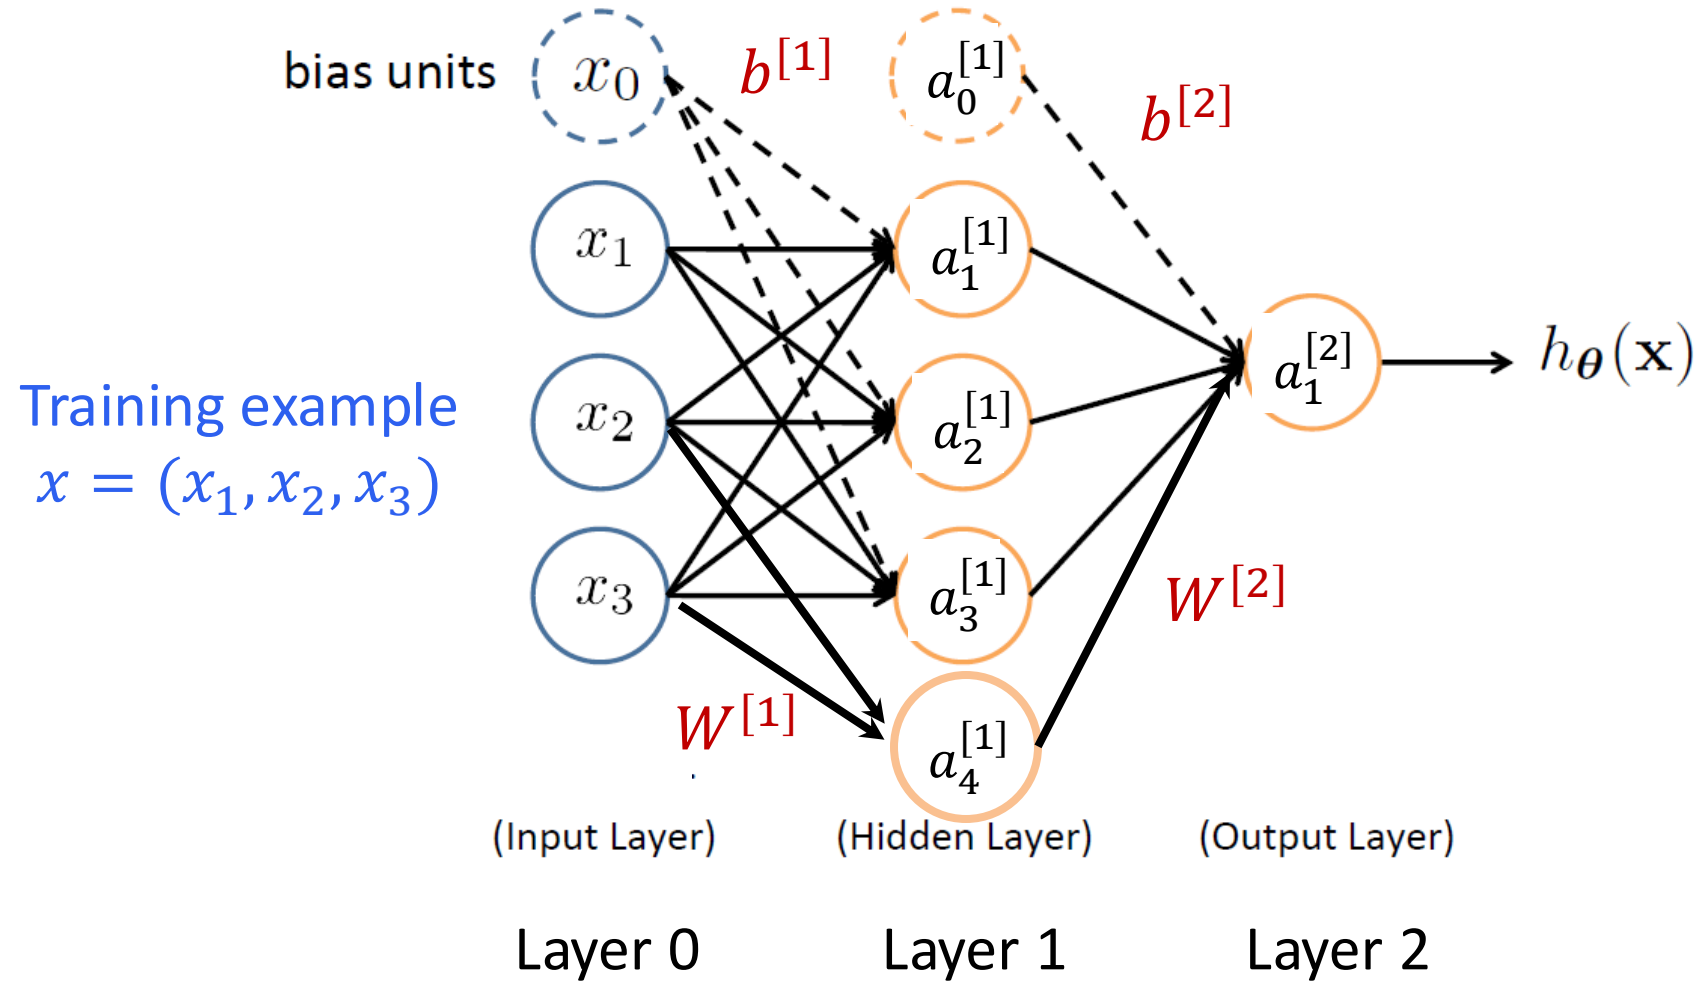 bias units
x₀
b^[1]
a₀^[1]
b^[2]
x₁
a₁^[1]
a₁^[2]
h_θ(x)
Training example
x = (x₁, x₂, x₃)
x₂
a₂^[1]
x₃
a₃^[1]
W^[2]
W^[1]
a₄^[1]
(Input Layer)
(Hidden Layer)
(Output Layer)
Layer 0
Layer 1
Layer 2